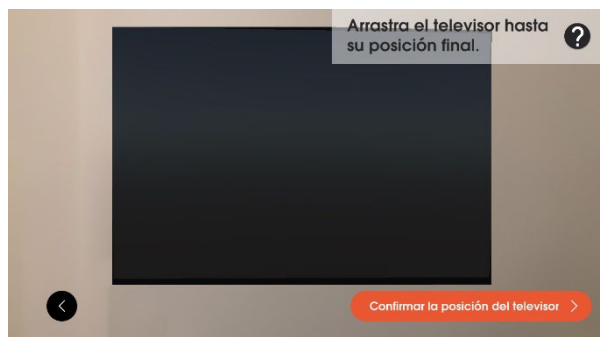 Arrastra el televisor hasta
su posición final.
?
Confirmar la posición del televisor